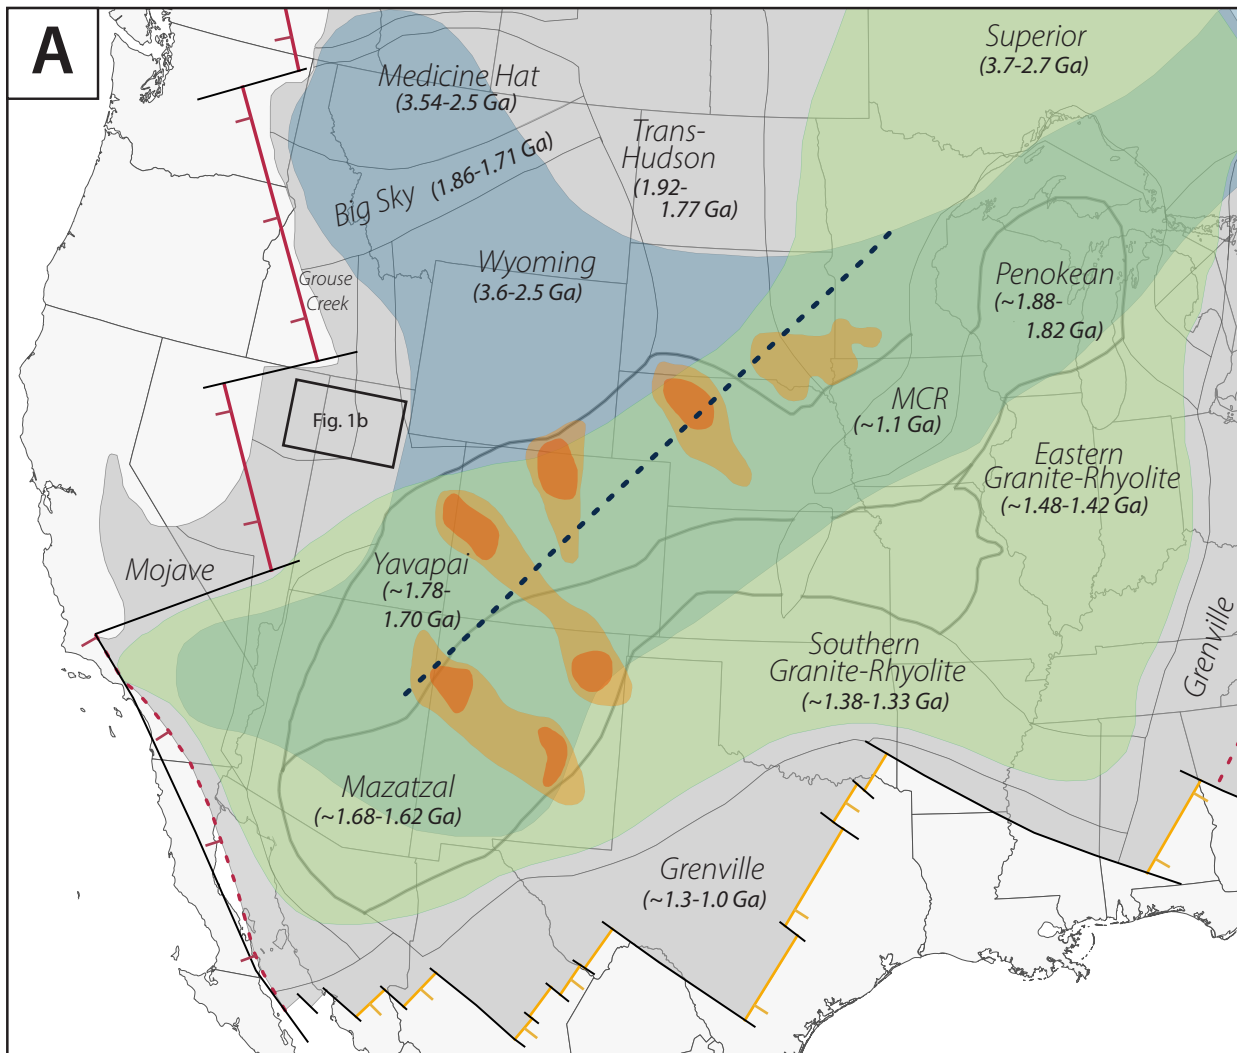 A
Superior
(3.7-2.7 Ga)
Medicine Hat
(3.54-2.5 Ga)
Trans-
Hudson
(1.92-
1.77 Ga)
Big Sky (1.86-1.71 Ga)
Wyoming
(3.6-2.5 Ga)
Grouse
Creek
Penokean
(~1.88-
1.82 Ga)
Fig. 1b
MCR
(~1.1 Ga)
Eastern
Granite-Rhyolite
(~1.48-1.42 Ga)
Mojave
Yavapai
(~1.78-
1.70 Ga)
Southern
Granite-Rhyolite
(~1.38-1.33 Ga)
Grenville
Mazatzal
(~1.68-1.62 Ga)
Grenville
(~1.3-1.0 Ga)